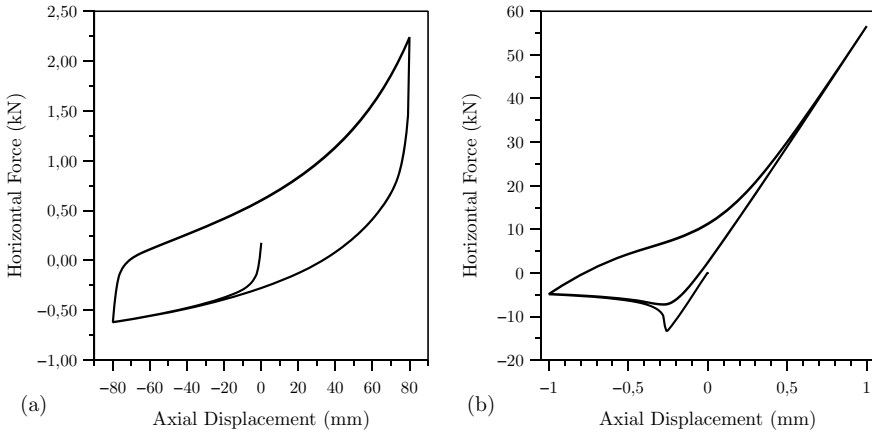 2,00
2,50
1,50
1,00
0,50
0,00
−0,50
−1,00
Horizontal Force (kN)
−80 −60 −40 −20 0 20 40 60 80
Axial Displacement (mm)
(a)
60
50
40
30
20
10
0
−10
−20
Horizontal Force (kN)
−1 −0,5 0 0,5 1
Axial Displacement (mm)
(b)